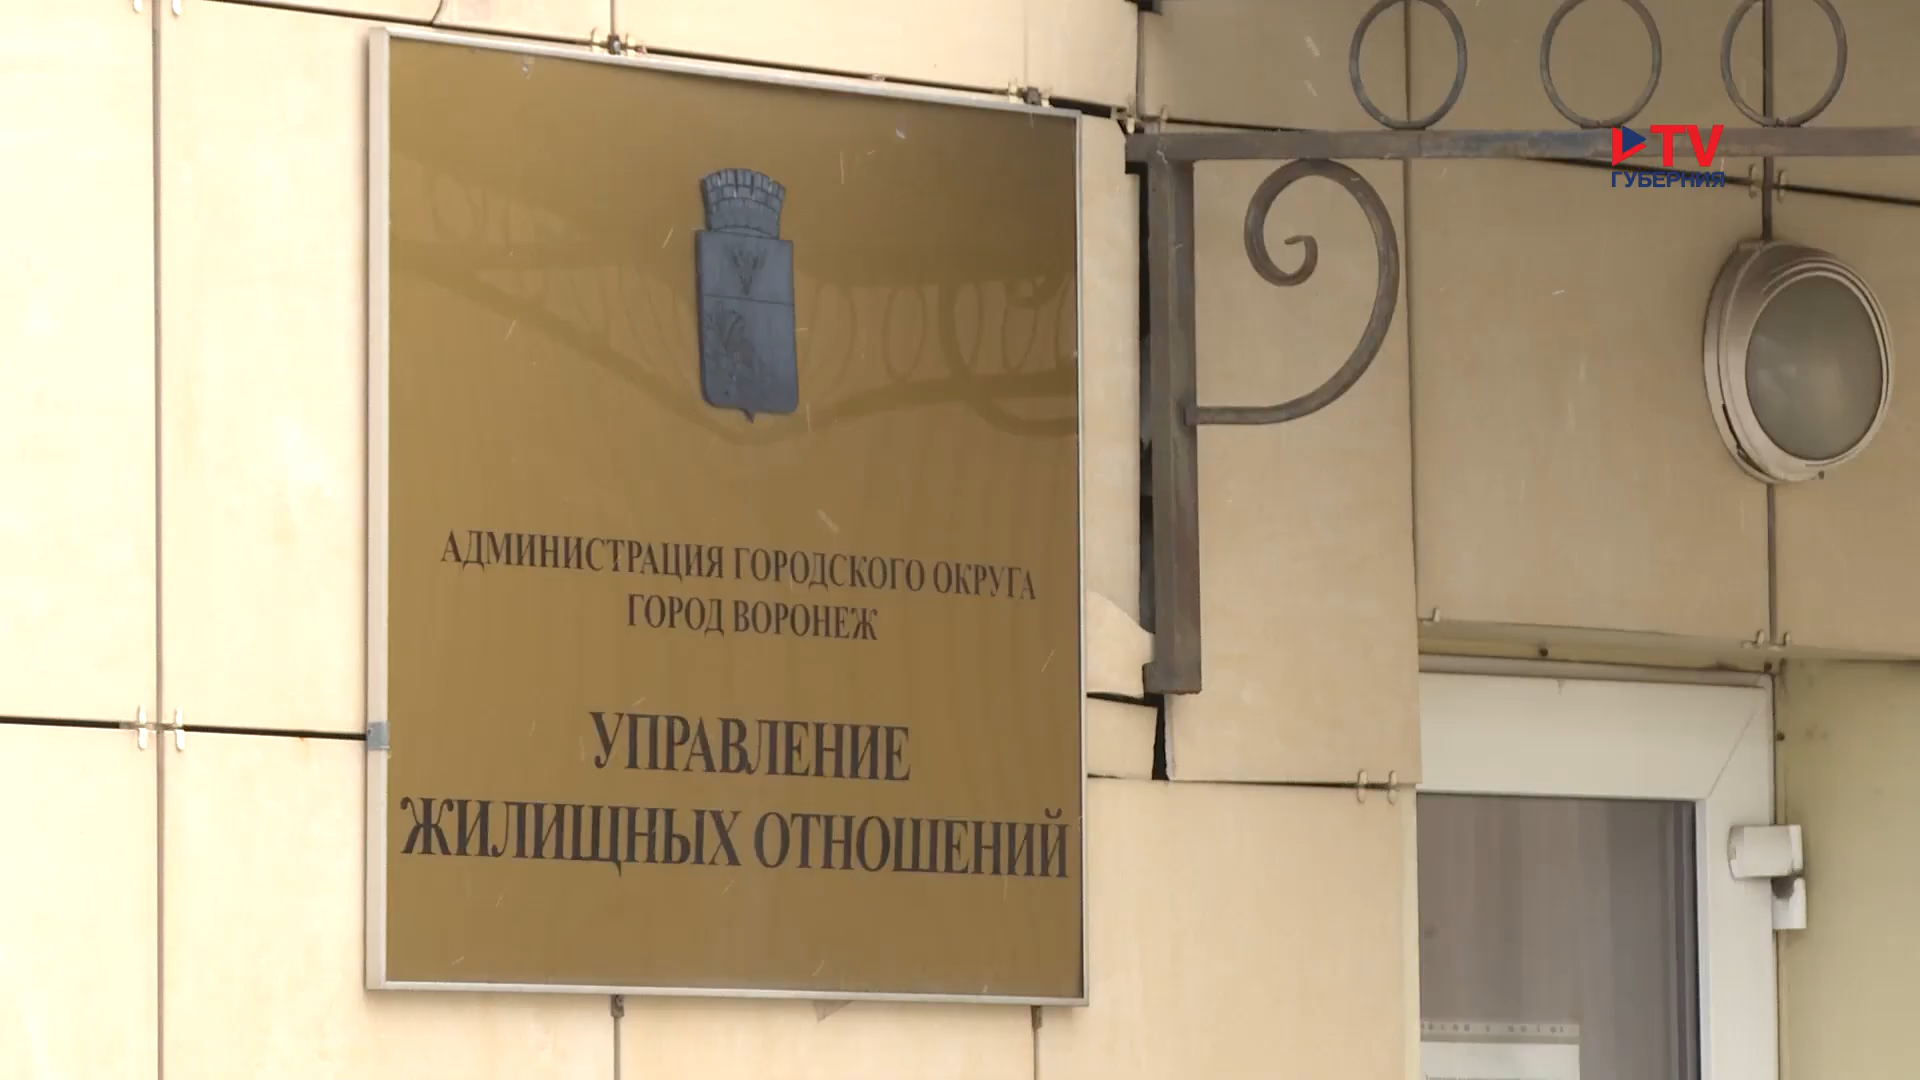 TV
ГУБЕРНИЯ
АДМИНИСТРАЦИЯ ГОРОДСКОГО ОКРУГА
ГОРОД ВОРОНЕЖ
УПРАВЛЕНИЕ
ЖИЛИЩНЫХ ОТНОШЕНИЙ